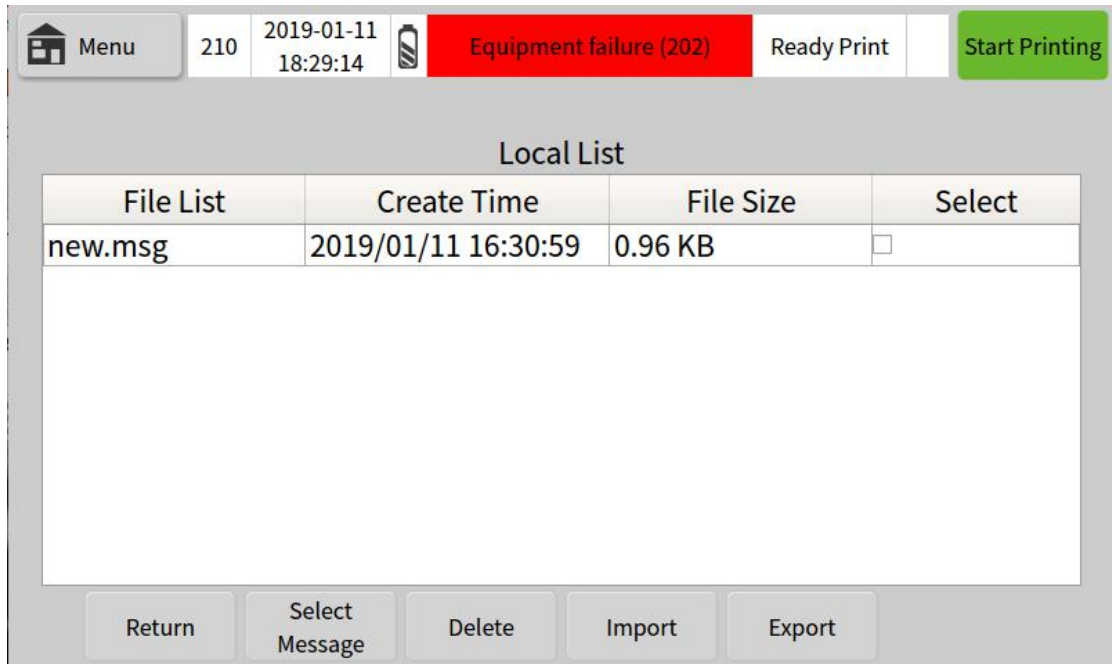 Menu
210
2019-01-11
18:29:14
Equipment failure (202)
Ready Print
Start Printing
Local List
File List Create Time File Size Select
new.msg 2019/01/11 16:30:59 0.96 KB
Return
Select
Message
Delete
Import
Export